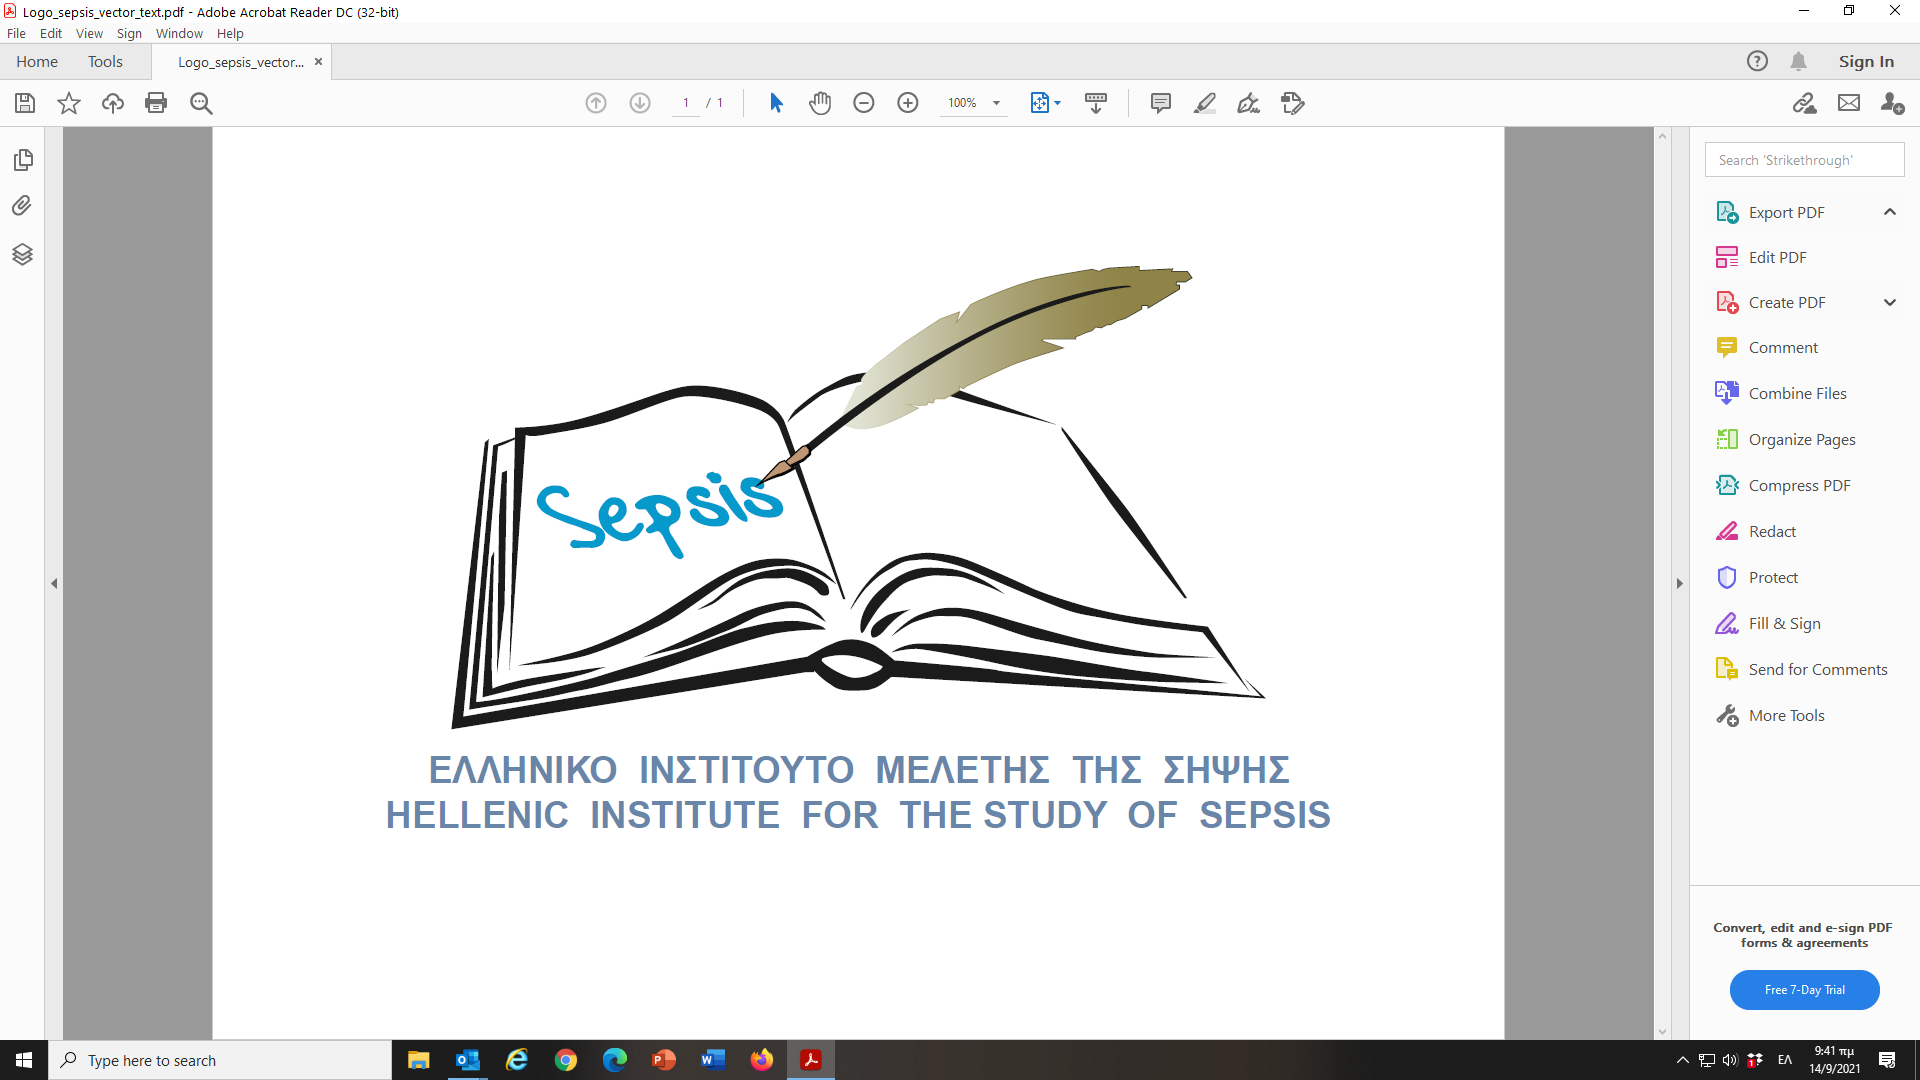 Logo_sepsis_vector_text.pdf - Adobe Acrobat Reader DC (32-bit)
File Edit View Sign Window Help
Home Tools Logo_sepsis_vector... Sign In
1 / 1 100%
Search 'Strikethrough'
Export PDF
Edit PDF
Create PDF
Comment
Combine Files
Organize Pages
Compress PDF
Redact
Protect
Fill & Sign
Send for Comments
More Tools
Sepsis
ΕΛΛΗΝΙΚΟ ΙΝΣΤΙΤΟΥΤΟ ΜΕΛΕΤΗΣ ΤΗΣ ΣΗΨΗΣ
HELLENIC INSTITUTE FOR THE STUDY OF SEPSIS
Convert, edit and e-sign PDF
forms & agreements
Free 7-Day Trial
Type here to search
ΕΛ
9:41 πμ
14/9/2021